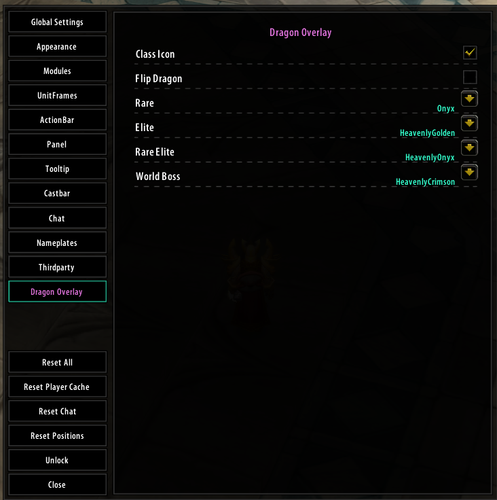 Global Settings
Appearance
Modules
UnitFrames
ActionBar
Panel
Tooltip
Castbar
Chat
Nameplates
Thirdparty
Dragon Overlay
Reset All
Reset Player Cache
Reset Chat
Reset Positions
Unlock
Close
Dragon Overlay
Class Icon
Flip Dragon
Rare
Onyx
Elite
HeavenlyGolden
Rare Elite
HeavenlyOnyx
World Boss
HeavenlyCrimson